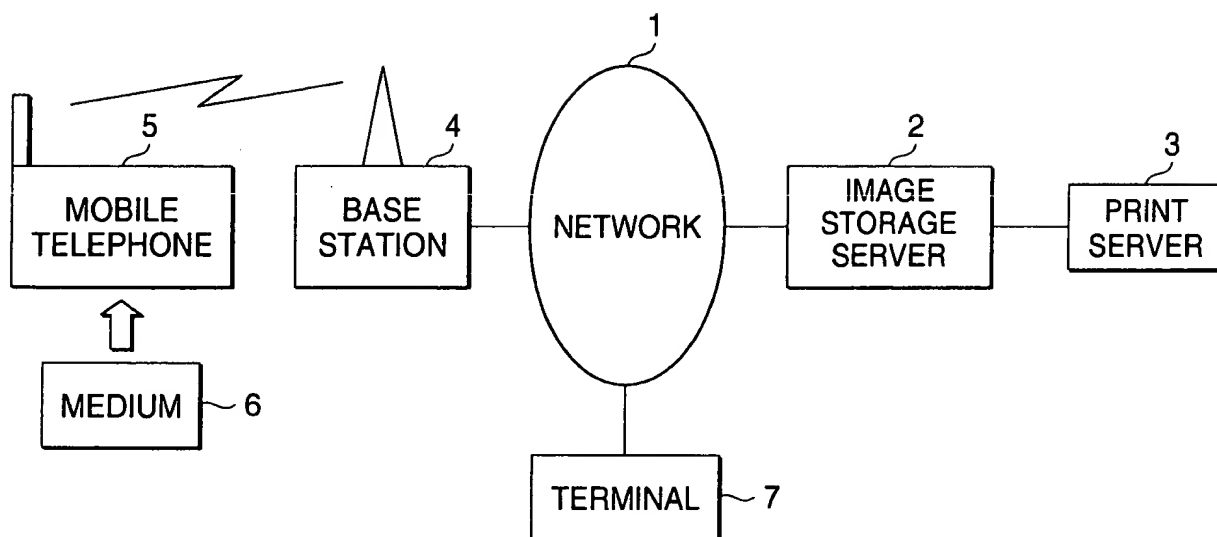 1
5
MOBILE
TELEPHONE
4
BASE
STATION
NETWORK
2
IMAGE
STORAGE
SERVER
3
PRINT
SERVER
MEDIUM
6
TERMINAL
7